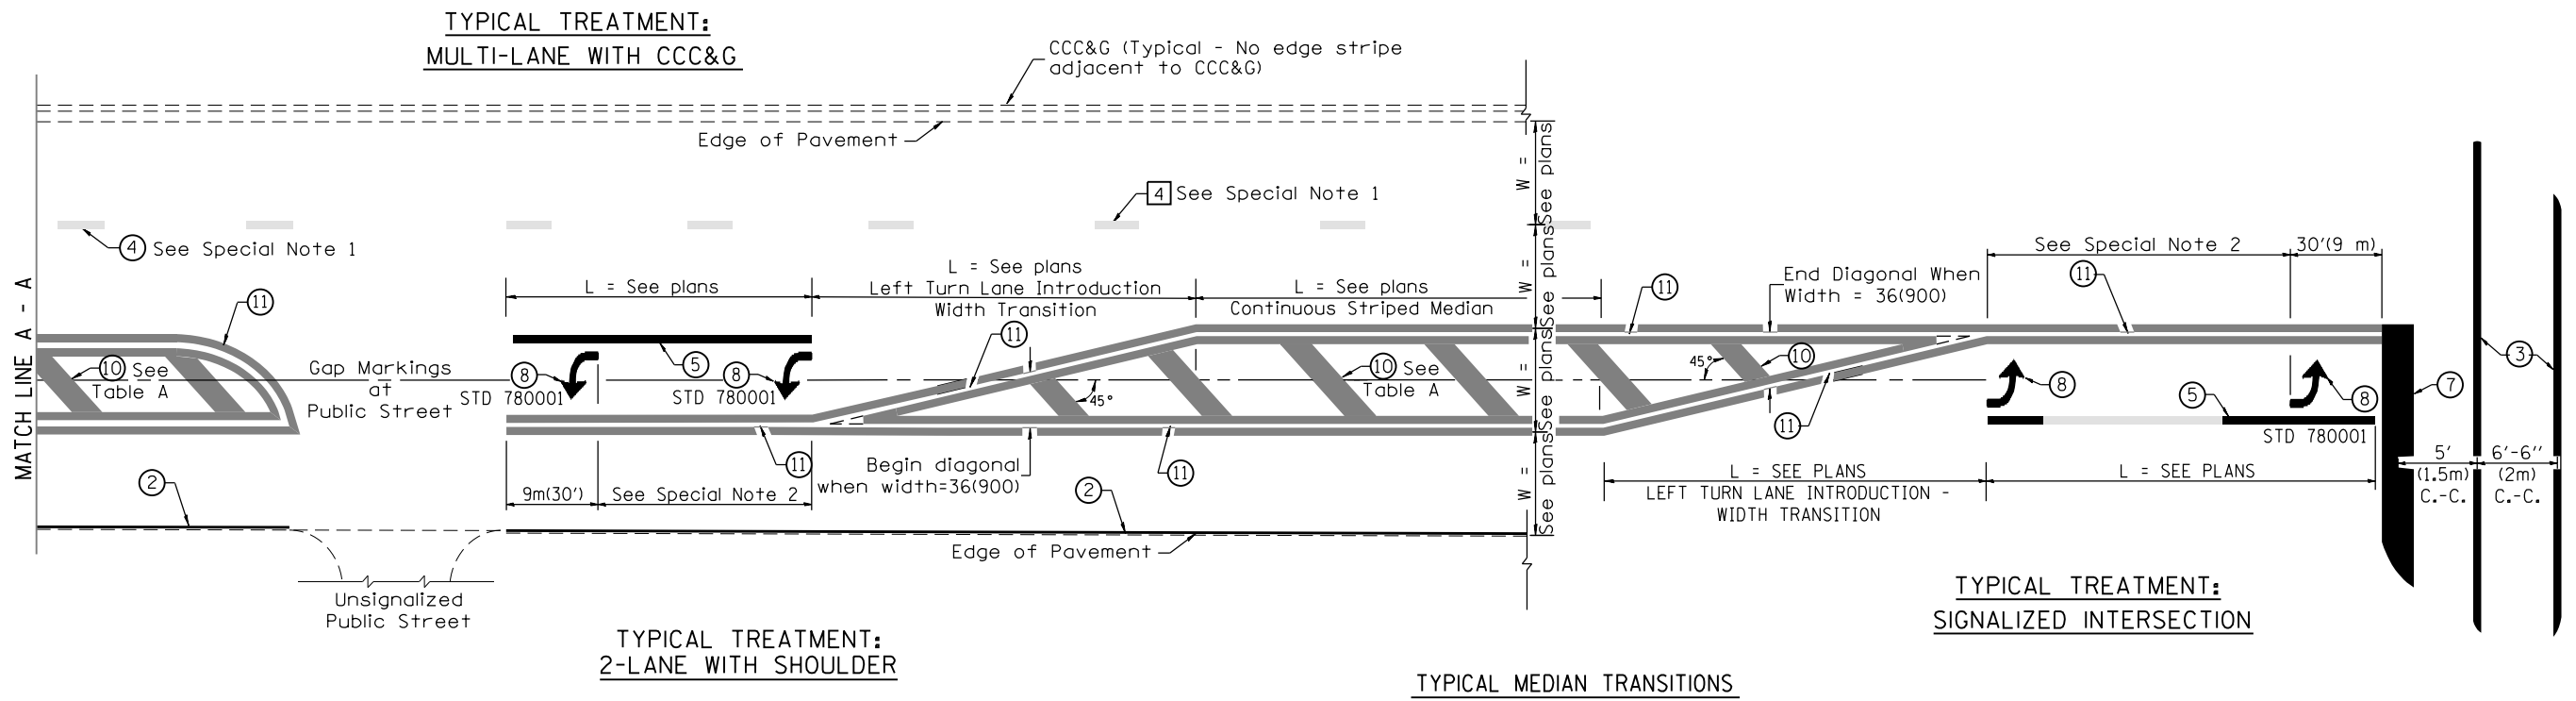 TYPICAL TREATMENT:
MULTI-LANE WITH CCC&G
CCC&G (Typical - No edge stripe
adjacent to CCC&G)
Edge of Pavement
4 See Special Note 1
4 See Special Note 1
MATCH LINE A - A
11
10 See
Table A
Gap Markings
at
Public Street
L = See plans
L = See plans
Left Turn Lane Introduction
Width Transition
L = See plans
Continuous Striped Median
11
5
8
STD 780001
8
STD 780001
45°
10 See
Table A
W =
See plans
W =
See plans
W =
See plans
W =
See plans
11
End Diagonal When
Width = 36(900)
See Special Note 2
30'(9 m)
11
45°
10
11
8
8
5
STD 780001
7
3
5'
(1.5m)
C.-C.
6'-6''
(2m)
C.-C.
2
9m(30')
See Special Note 2
11
Begin diagonal
when width=36(900)
11
2
L = SEE PLANS
LEFT TURN LANE INTRODUCTION -
WIDTH TRANSITION
L = SEE PLANS
Edge of Pavement
Unsignalized
Public Street
TYPICAL TREATMENT:
2-LANE WITH SHOULDER
TYPICAL TREATMENT:
SIGNALIZED INTERSECTION
TYPICAL MEDIAN TRANSITIONS